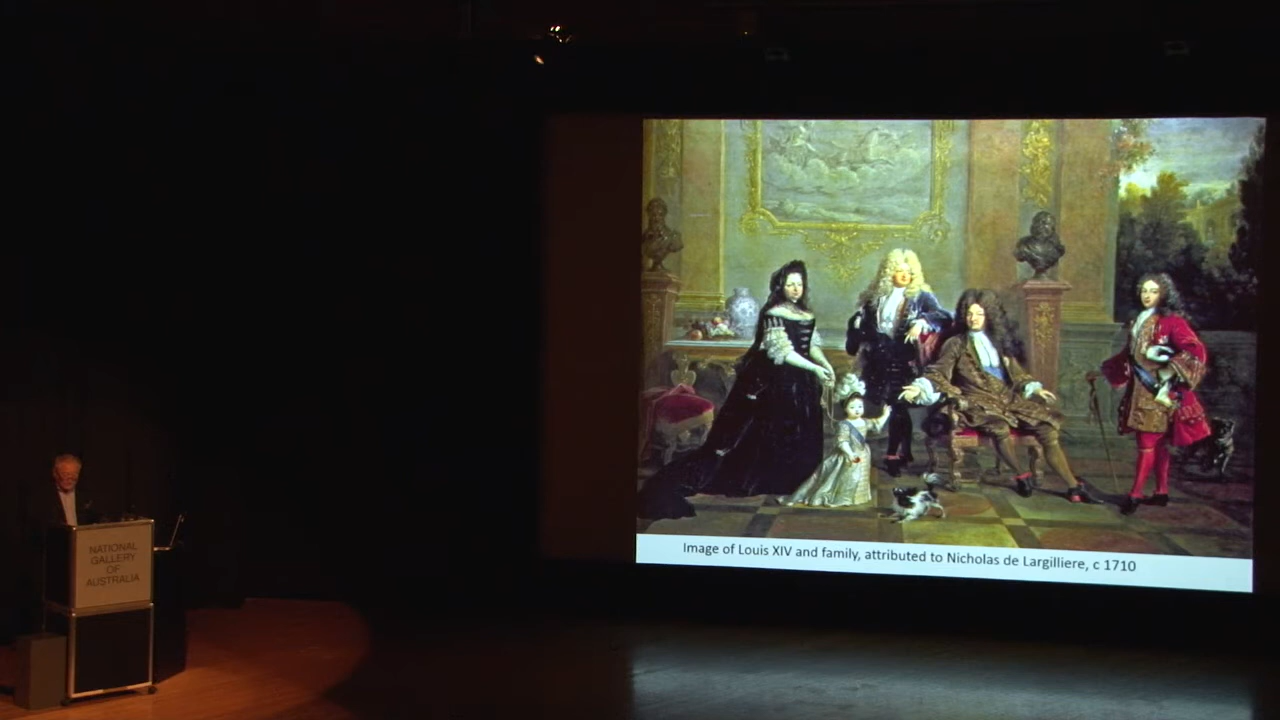 NATIONAL
GALLERY
OF
AUSTRALIA
Image of Louis XIV and family, attributed to Nicholas de Largilliere, c 1710